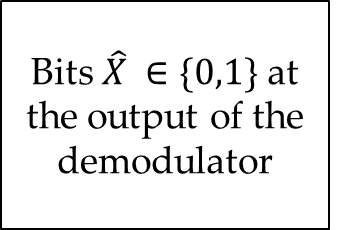 Bits X̂ ∈ {0,1} at
the output of the
demodulator